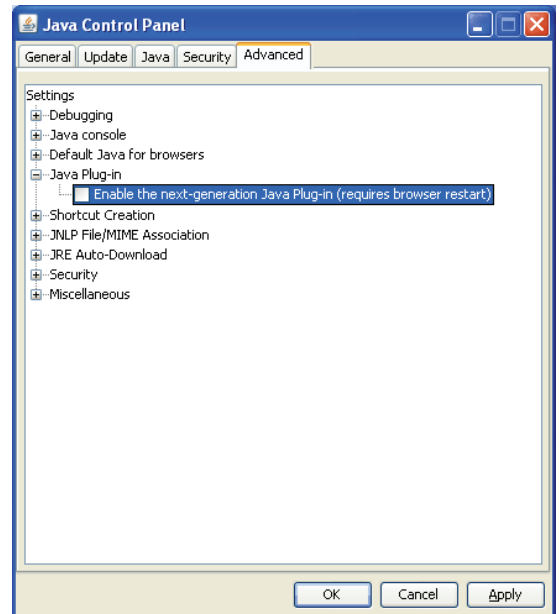 Java Control Panel
General Update Java Security Advanced
Settings
Debugging
Java console
Default Java for browsers
Java Plug-in
Enable the next-generation Java Plug-in (requires browser restart)
Shortcut Creation
JNLP File/MIME Association
JRE Auto-Download
Security
Miscellaneous
OK Cancel Apply